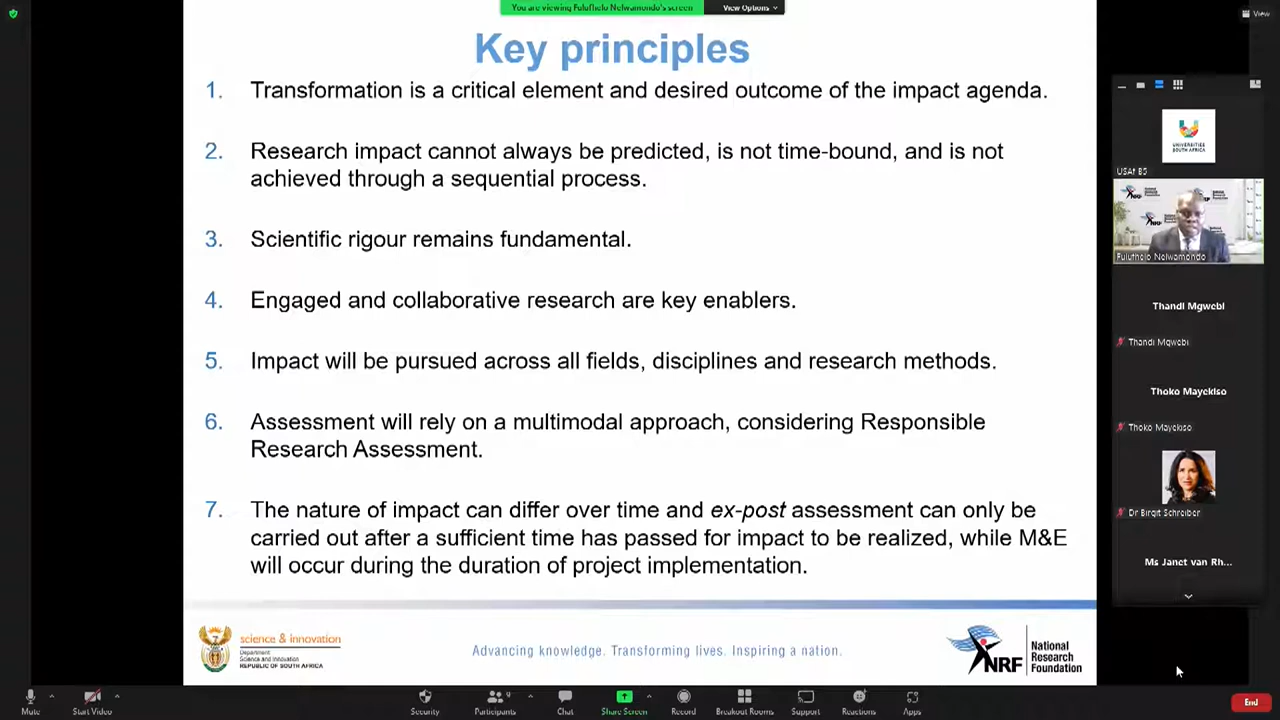 You are viewing Fulufhelo Nelwamondo's screen
View Options
View
Key principles
1. Transformation is a critical element and desired outcome of the impact agenda.
2. Research impact cannot always be predicted, is not time-bound, and is not
achieved through a sequential process.
3. Scientific rigour remains fundamental.
4. Engaged and collaborative research are key enablers.
5. Impact will be pursued across all fields, disciplines and research methods.
6. Assessment will rely on a multimodal approach, considering Responsible
Research Assessment.
7. The nature of impact can differ over time and ex-post assessment can only be
carried out after a sufficient time has passed for impact to be realized, while M&E
will occur during the duration of project implementation.
science & innovation
Department
Science and Innovation
REPUBLIC OF SOUTH AFRICA
Advancing knowledge. Transforming lives. Inspiring a nation.
NRF
National
Research
Foundation
UNIVERSITIES
SOUTH AFRICA
USAf B5
Fulufhelo Nelwamondo
Thandi Mgwebi
Thandi Mgwebi
Thoko Mayekiso
Thoko Mayekiso
Dr Birgit Schreiber
Ms Janet van Rh...
Mute
Start Video
Security
Participants
Chat
Share Screen
Record
Breakout Rooms
Support
Reactions
Apps
End